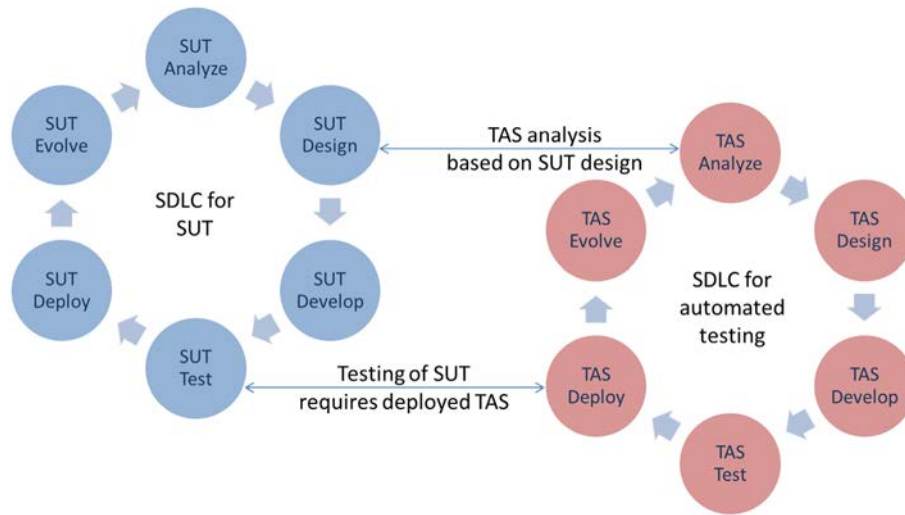 SUT
Analyze
SUT
Evolve
SUT
Design
TAS analysis
based on SUT design
TAS
Analyze
SDLC for
SUT
TAS
Evolve
TAS
Design
SUT
Deploy
SUT
Develop
SDLC for
automated
testing
SUT
Test
Testing of SUT
requires deployed TAS
TAS
Deploy
TAS
Develop
TAS
Test